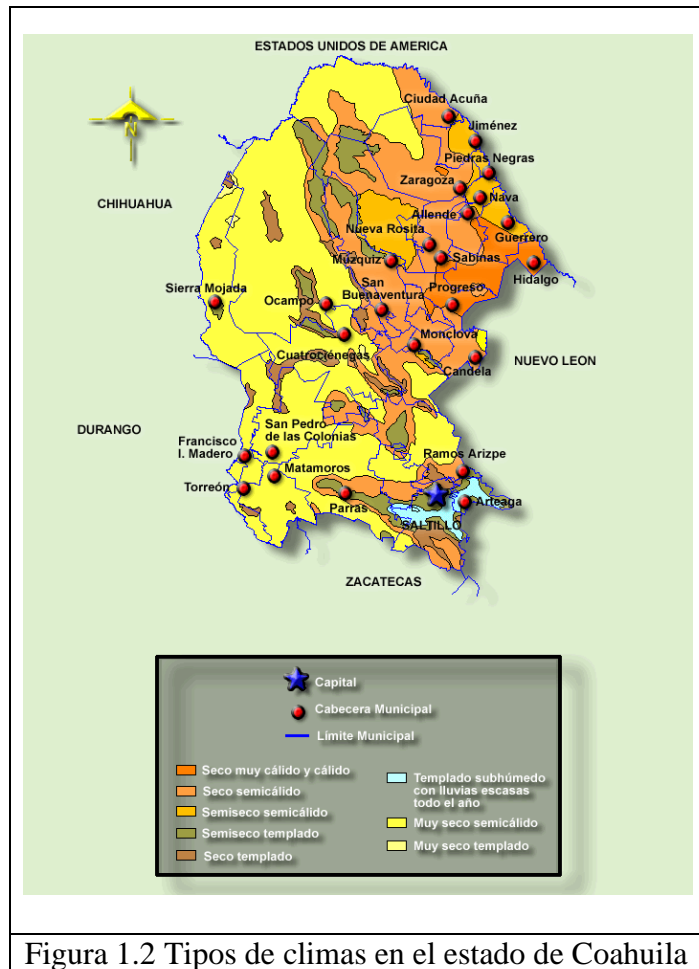 ESTADOS UNIDOS DE AMERICA
Ciudad Acuña
Jiménez
Piedras Negras
Zaragoza
Nava
CHIHUAHUA
Allende
Nueva Rosita
Guerrero
Múzquiz
Sabinas
Hidalgo
San
Buenaventura
Progreso
Sierra Mojada
Ocampo
Monclova
Cuatrociénegas
NUEVO LEON
Candela
DURANGO
San Pedro
de las Colonias
Francisco
I. Madero
Ramos Arizpe
Matamoros
Torreón
Parras
Arteaga
SALTILLO
ZACATECAS
N
Capital
Cabecera Municipal
Límite Municipal
Seco muy cálido y cálido
Seco semicálido
Semiseco semicálido
Semiseco templado
Seco templado
Templado subhúmedo
con lluvias escasas
todo el año
Muy seco semicálido
Muy seco templado
Figura 1.2 Tipos de climas en el estado de Coahuila